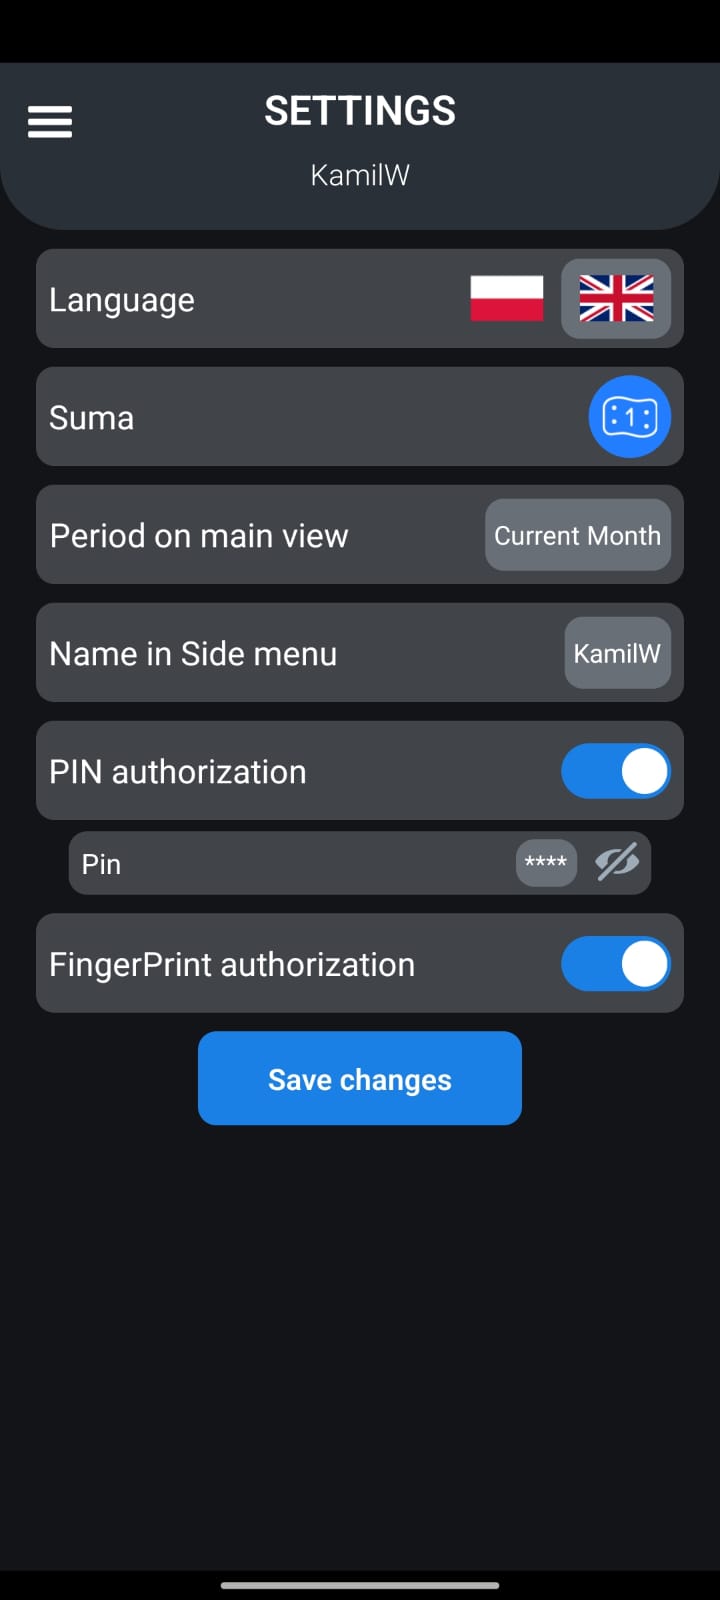 SETTINGS
KamilW
Language
Suma
1
Period on main view
Current Month
Name in Side menu
KamilW
PIN authorization
Pin
****
FingerPrint authorization
Save changes